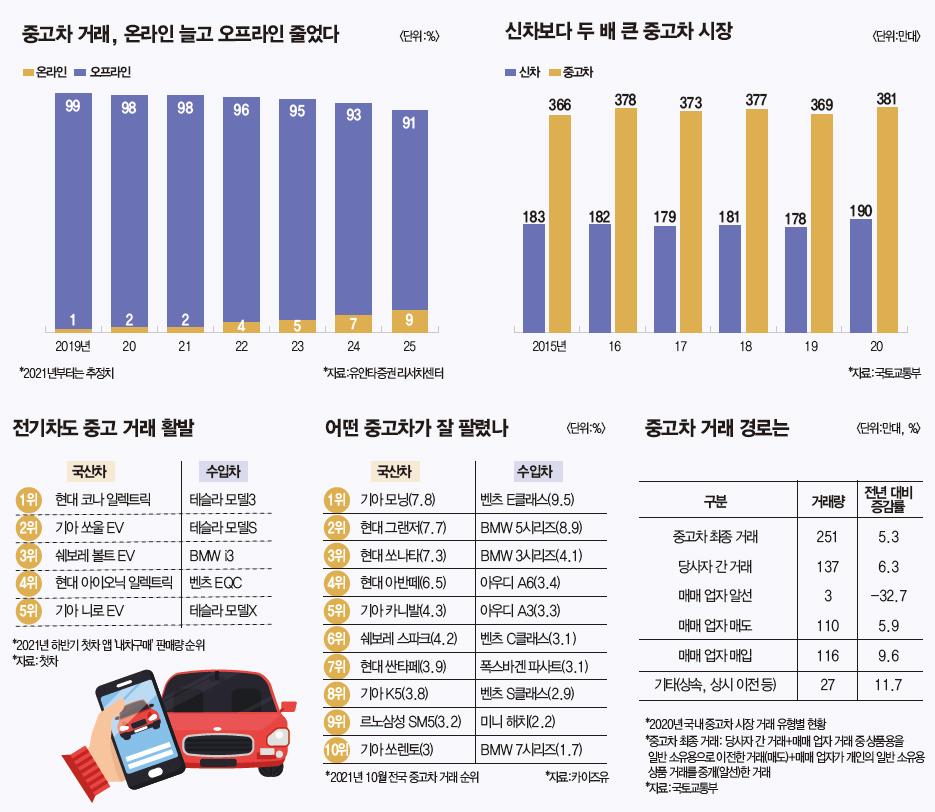 중고차 거래, 온라인 늘고 오프라인 줄었다
〈단위:%〉
온라인 오프라인
99 98 98 96 95 93 91
1 2 2 4 5 7 9
2019년 20 21 22 23 24 25
*2021년부터는 추정치
*자료:유안타증권 리서치센터
신차보다 두 배 큰 중고차 시장
〈단위:만대〉
신차 중고차
366 378 373 377 369 381
183 182 179 181 178 190
2015년 16 17 18 19 20
*자료:국토교통부
전기차도 중고 거래 활발
국산차 수입차
1위 현대 코나 일렉트릭 테슬라 모델3
2위 기아 쏘울 EV 테슬라 모델S
3위 쉐보레 볼트 EV BMW i3
4위 현대 아이오닉 일렉트릭 벤츠 EQC
5위 기아 니로 EV 테슬라 모델X
*2021년 하반기 첫차 앱 '내차구매' 판매량 순위
*자료:첫차
어떤 중고차가 잘 팔렸나
〈단위:%〉
국산차 수입차
1위 기아 모닝(7.8) 벤츠 E클래스(9.5)
2위 현대 그랜저(7.7) BMW 5시리즈(8.9)
3위 현대 쏘나타(7.3) BMW 3시리즈(4.1)
4위 현대 아반떼(6.5) 아우디 A6(3.4)
5위 기아 카니발(4.3) 아우디 A3(3.3)
6위 쉐보레 스파크(4.2) 벤츠 C클래스(3.1)
7위 현대 싼타페(3.9) 폭스바겐 파사트(3.1)
8위 기아 K5(3.8) 벤츠 S클래스(2.9)
9위 르노삼성 SM5(3.2) 미니 해치(2.2)
10위 기아 쏘렌토(3) BMW 7시리즈(1.7)
*2021년 10월 전국 중고차 거래 순위
*자료:카이즈유
중고차 거래 경로는
〈단위:만대, %〉
구분 거래량 전년 대비
증감률
중고차 최종 거래 251 5.3
당사자 간 거래 137 6.3
매매 업자 알선 3 -32.7
매매 업자 매도 110 5.9
매매 업자 매입 116 9.6
기타(상속, 상시 이전 등) 27 11.7
*2020년 국내 중고차 시장 거래 유형별 현황
*중고차 최종 거래: 당사자 간 거래+매매 업자 거래 중 상품용을
일반 소유용으로 이전한 거래(매도)+매매 업자가 개인의 일반 소유용
상품 거래를 중개(알선)한 거래
*자료:국토교통부